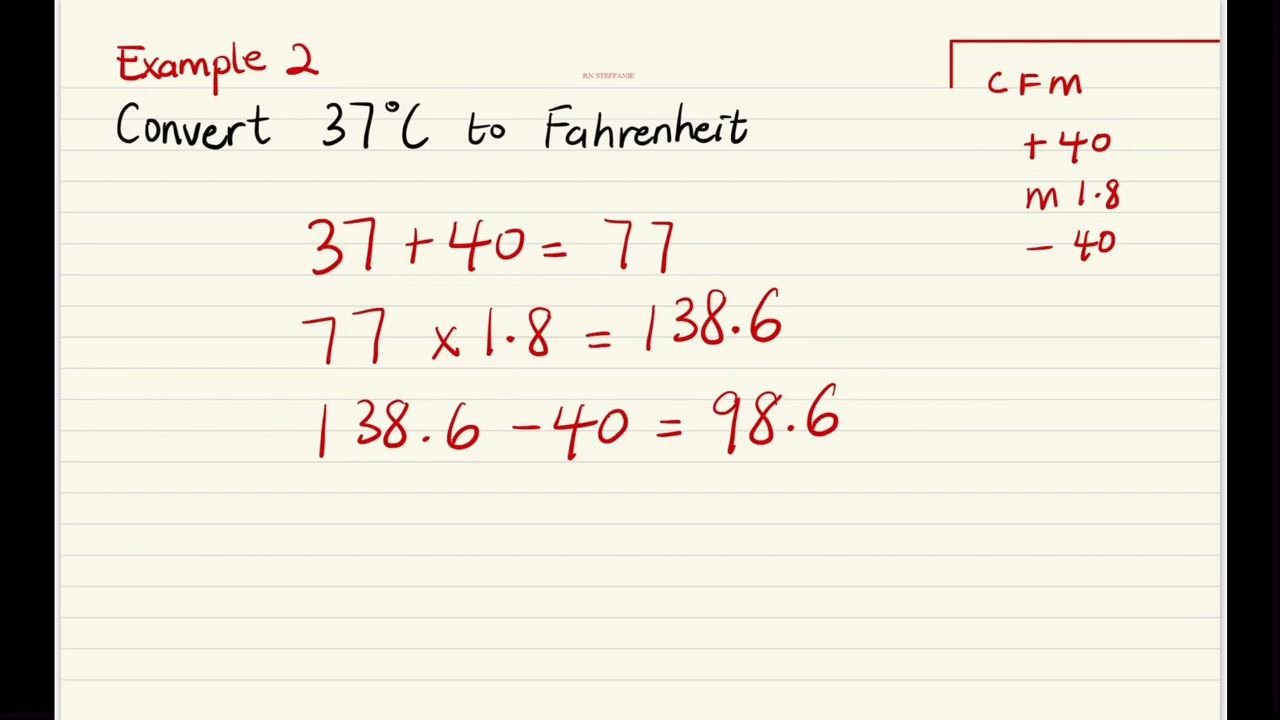 Example 2
RN STEFFANIE
Convert 37°C to Fahrenheit
37 + 40 = 77
77 x 1.8 = 138.6
138.6 - 40 = 98.6
C F M
+ 40
m 1.8
- 40